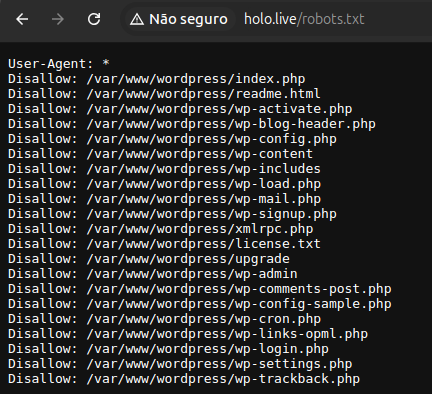 Não seguro holo.live/robots.txt
User-Agent: *
Disallow: /var/www/wordpress/index.php
Disallow: /var/www/wordpress/readme.html
Disallow: /var/www/wordpress/wp-activate.php
Disallow: /var/www/wordpress/wp-blog-header.php
Disallow: /var/www/wordpress/wp-config.php
Disallow: /var/www/wordpress/wp-content
Disallow: /var/www/wordpress/wp-includes
Disallow: /var/www/wordpress/wp-load.php
Disallow: /var/www/wordpress/wp-mail.php
Disallow: /var/www/wordpress/wp-signup.php
Disallow: /var/www/wordpress/xmlrpc.php
Disallow: /var/www/wordpress/license.txt
Disallow: /var/www/wordpress/upgrade
Disallow: /var/www/wordpress/wp-admin
Disallow: /var/www/wordpress/wp-comments-post.php
Disallow: /var/www/wordpress/wp-config-sample.php
Disallow: /var/www/wordpress/wp-cron.php
Disallow: /var/www/wordpress/wp-links-opml.php
Disallow: /var/www/wordpress/wp-login.php
Disallow: /var/www/wordpress/wp-settings.php
Disallow: /var/www/wordpress/wp-trackback.php